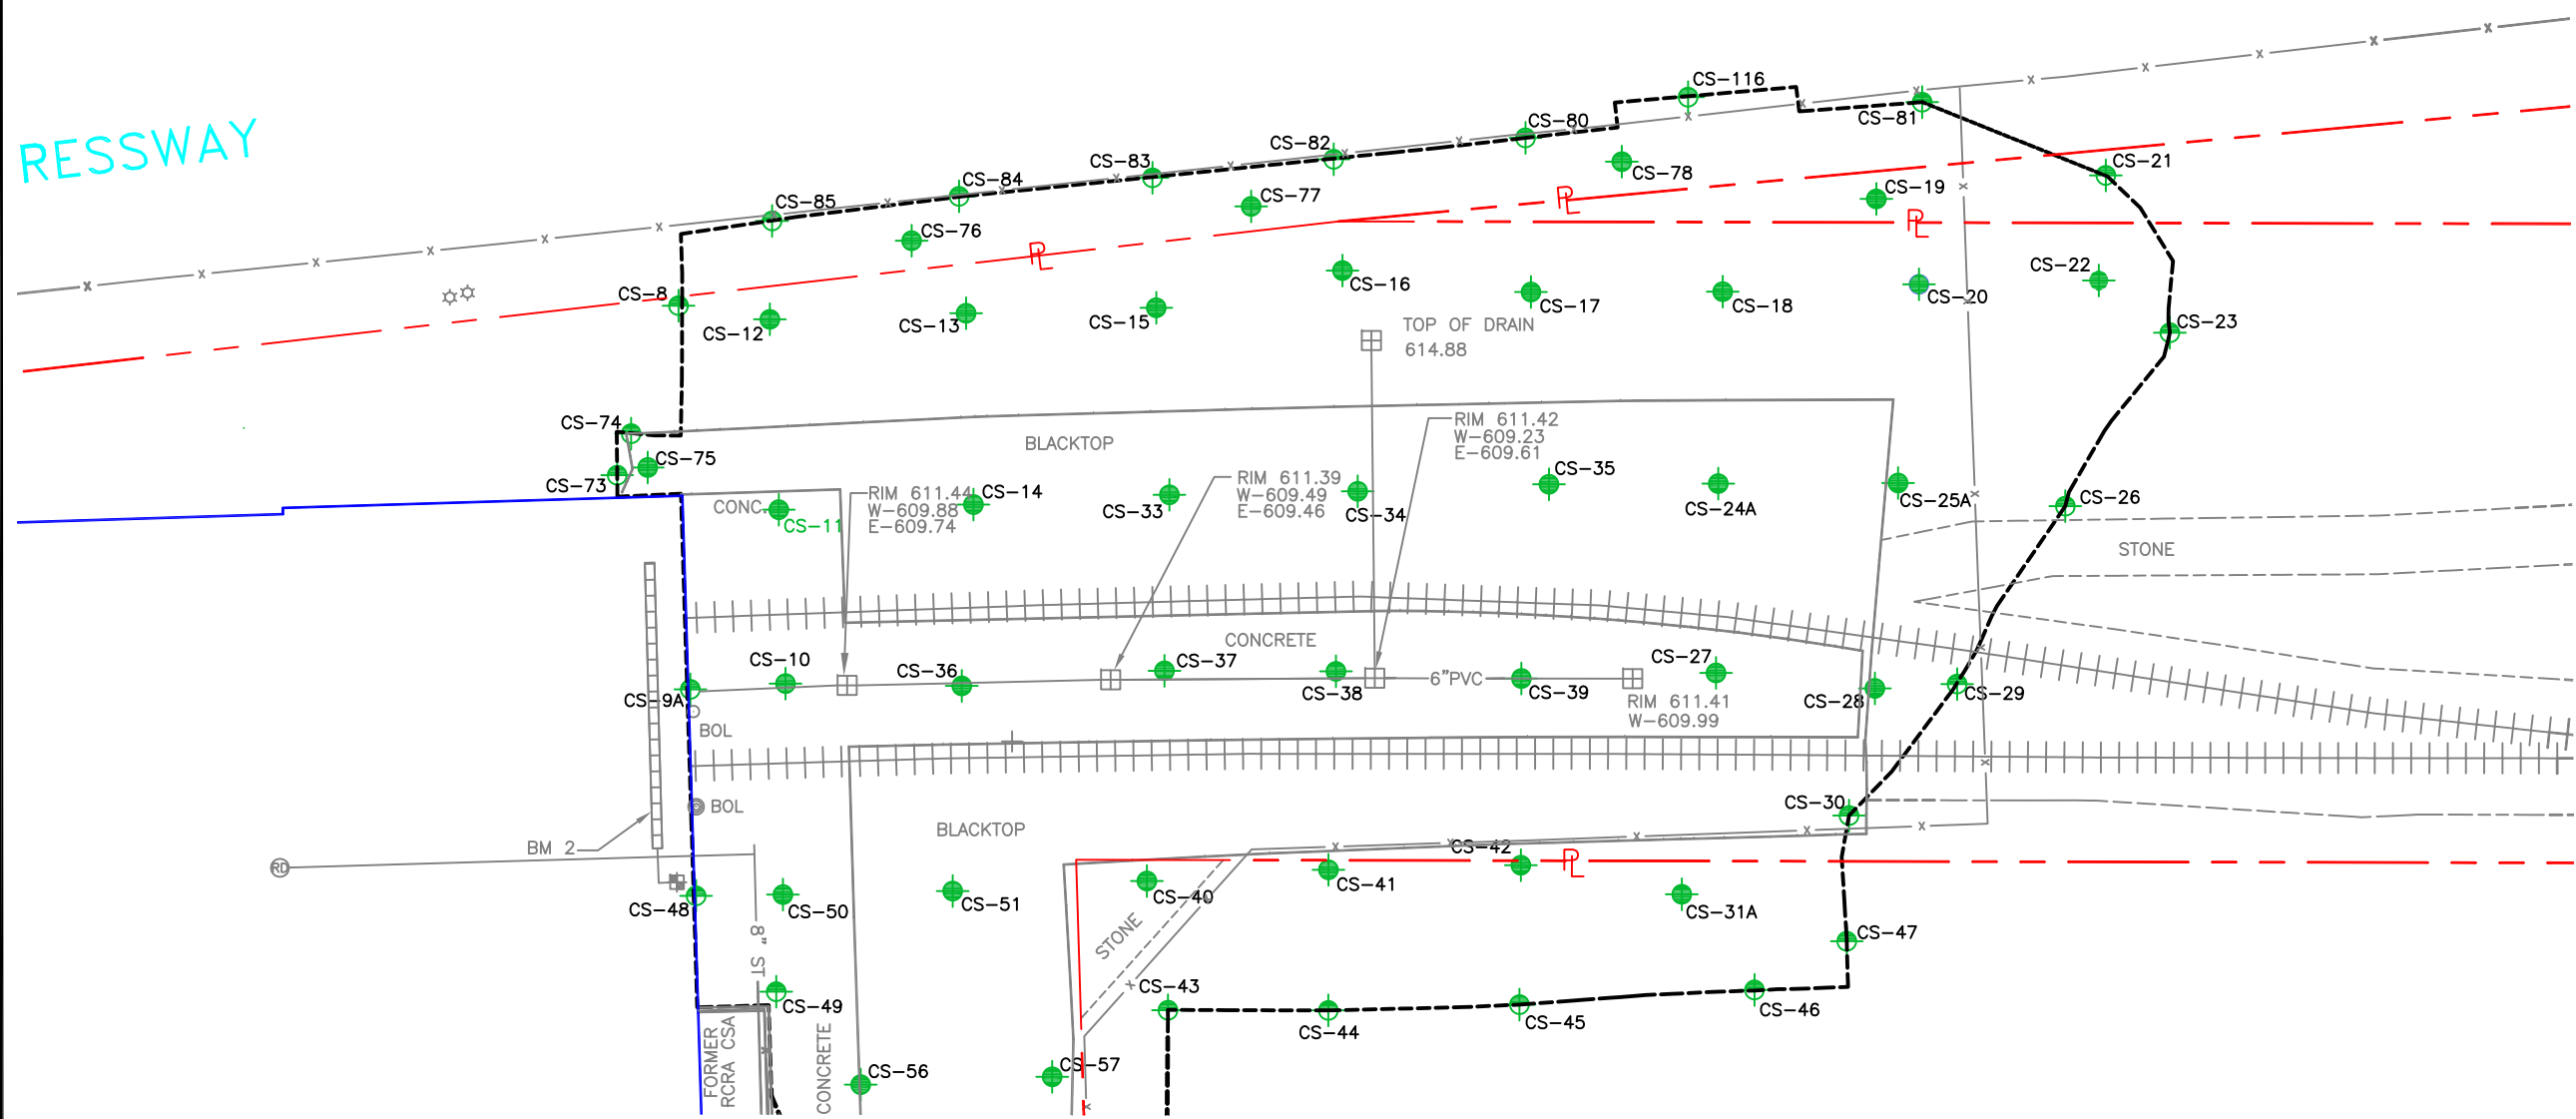 RESSWAY
CS-116
CS-81
CS-80
CS-82
CS-83
CS-84
CS-85
CS-78
CS-77
CS-76
CS-21
CS-19
PL
PL
PL
CS-22
CS-8
CS-16
CS-17
CS-18
CS-20
CS-12
CS-13
CS-15
CS-23
TOP OF DRAIN
614.88
CS-74
CS-75
CS-73
BLACKTOP
RIM 611.42
W-609.23
E-609.61
RIM 611.39
W-609.49
E-609.46
RIM 611.44
W-609.88
E-609.74
CONC.
CS-11
CS-14
CS-33
CS-34
CS-35
CS-24A
CS-25A
CS-26
STONE
CONCRETE
CS-10
CS-36
CS-37
CS-38
6"PVC
CS-39
CS-27
CS-28
CS-29
CS-9A
RIM 611.41
W-609.99
BOL
BOL
BM 2
RD
BLACKTOP
CS-30
CS-42
PL
CS-41
CS-40
CS-31A
CS-48
CS-50
CS-51
STONE
CS-47
8" ST
CS-43
CS-49
CS-44
CS-45
CS-46
FORMER
RCRA CSA
CONCRETE
CS-56
CS-57